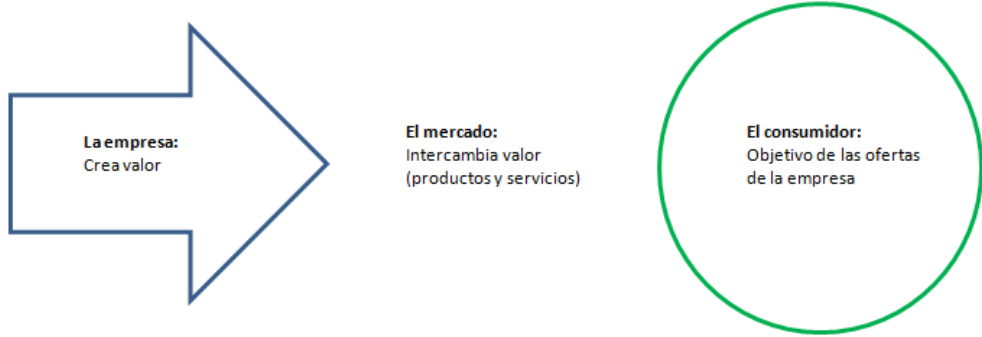 La empresa:
Crea valor
El mercado:
Intercambia valor
(productos y servicios)
El consumidor:
Objetivo de las ofertas
de la empresa